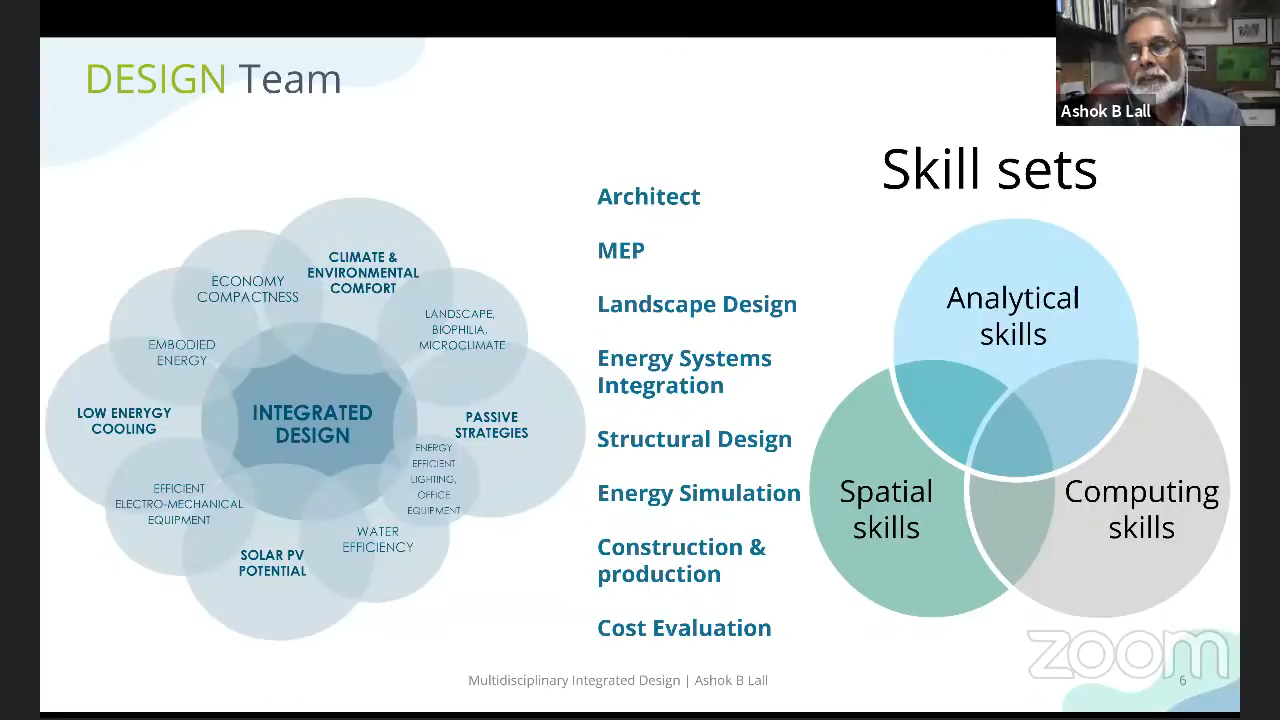 DESIGN Team
Ashok B Lall
CLIMATE &
ENVIRONMENTAL
COMFORT
ECONOMY
COMPACTNESS
LANDSCAPE,
BIOPHILIA,
MICROCLIMATE
EMBODIED
ENERGY
INTEGRATED
DESIGN
LOW ENERYGY
COOLING
PASSIVE
STRATEGIES
ENERGY
EFFICIENT
LIGHTING,
OFFICE
EQUIPMENT
EFFICIENT
ELECTRO-MECHANICAL
EQUIPMENT
WATER
EFFICIENCY
SOLAR PV
POTENTIAL
Architect
MEP
Landscape Design
Energy Systems
Integration
Structural Design
Energy Simulation
Construction &
production
Cost Evaluation
Skill sets
Analytical
skills
Spatial
skills
Computing
skills
Multidisciplinary Integrated Design | Ashok B Lall
6
zoom